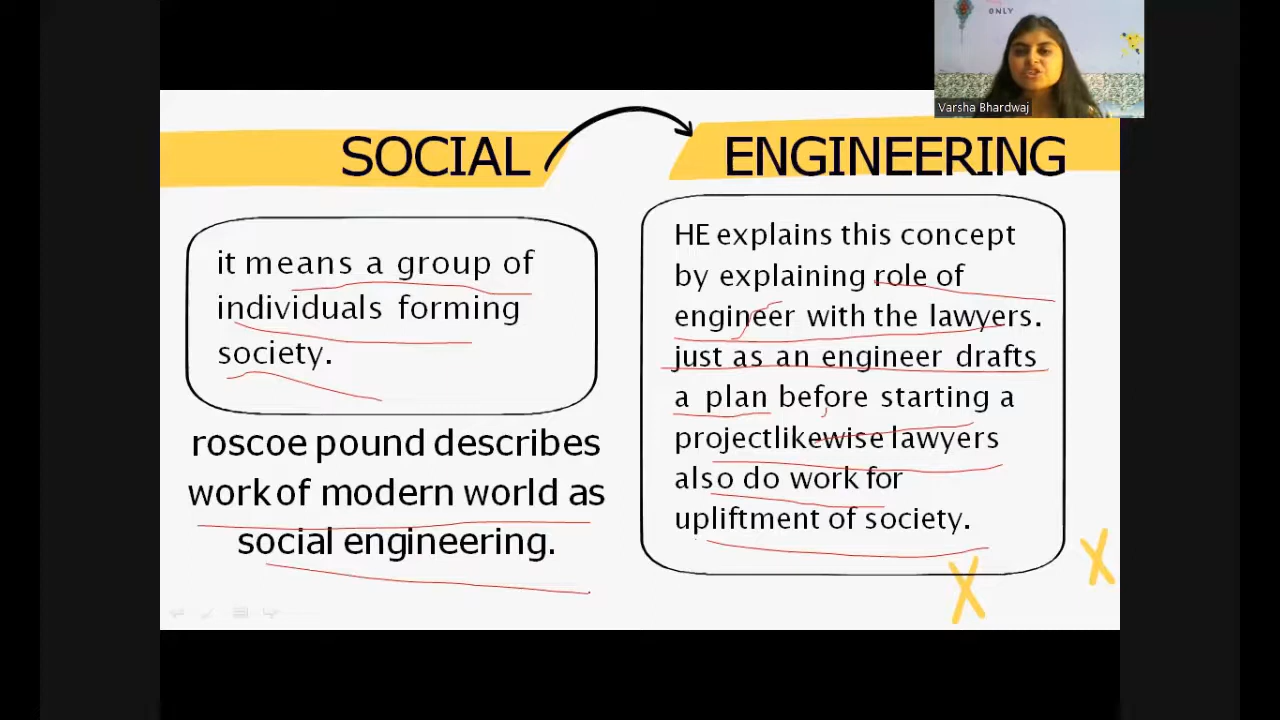 ONLY
Varsha Bhardwaj
SOCIAL
ENGINEERING
it means a group of
individuals forming
society.
roscoe pound describes
work of modern world as
social engineering.
HE explains this concept
by explaining role of
engineer with the lawyers.
just as an engineer drafts
a plan before starting a
projectlikewise lawyers
also do work for
upliftment of society.